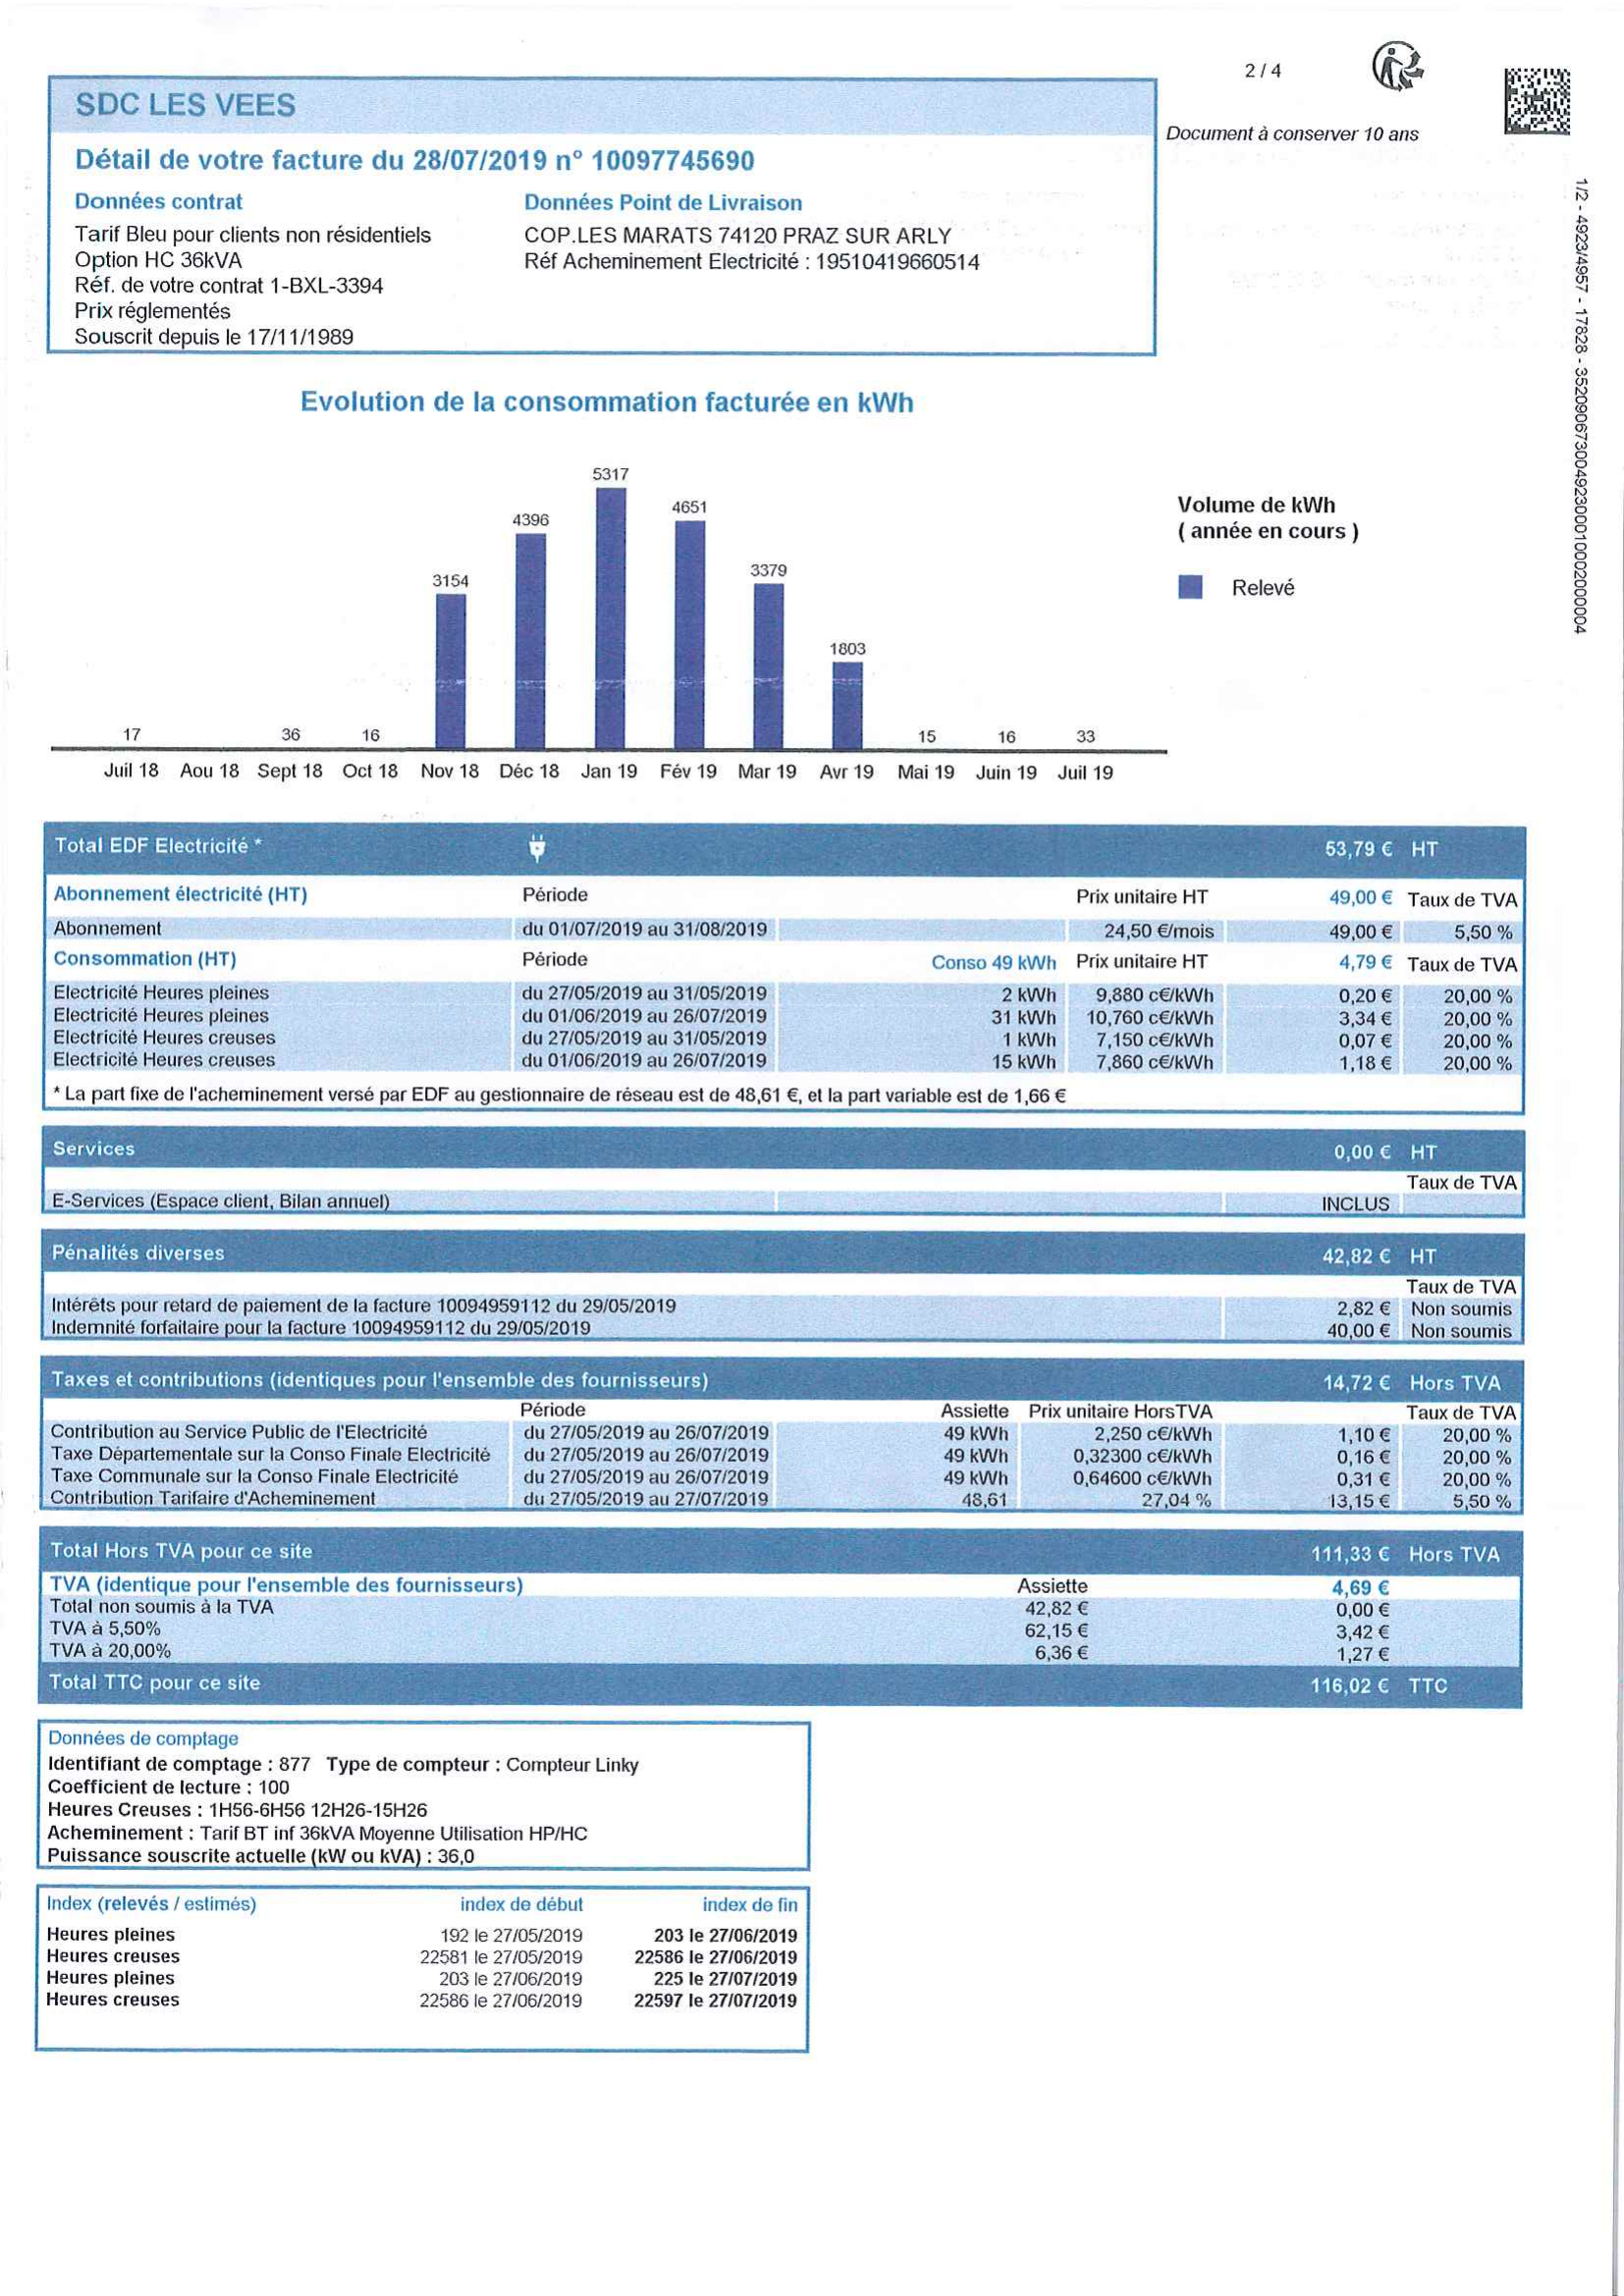 2 / 4
Document à conserver 10 ans
1/2 - 4923/4957 - 17828 - 3520906730049230001000200004
SDC LES VEES
Détail de votre facture du 28/07/2019 n° 10097745690
Données contrat
Tarif Bleu pour clients non résidentiels
Option HC 36kVA
Réf. de votre contrat 1-BXL-3394
Prix réglementés
Souscrit depuis le 17/11/1989
Données Point de Livraison
COP.LES MARATS 74120 PRAZ SUR ARLY
Réf Acheminement Electricité : 19510419660514
Evolution de la consommation facturée en kWh
17 36 16 3154 4396 5317 4651 3379 1803 15 16 33
Juil 18 Aou 18 Sept 18 Oct 18 Nov 18 Déc 18 Jan 19 Fév 19 Mar 19 Avr 19 Mai 19 Juin 19 Juil 19
Volume de kWh
( année en cours )
Relevé
Total EDF Electricité * 53,79 € HT
Abonnement électricité (HT) Période Prix unitaire HT 49,00 € Taux de TVA
Abonnement du 01/07/2019 au 31/08/2019 24,50 €/mois 49,00 € 5,50 %
Consommation (HT) Période Conso 49 kWh Prix unitaire HT 4,79 € Taux de TVA
Electricité Heures pleines du 27/05/2019 au 31/05/2019 2 kWh 9,880 c€/kWh 0,20 € 20,00 %
Electricité Heures pleines du 01/06/2019 au 26/07/2019 31 kWh 10,760 c€/kWh 3,34 € 20,00 %
Electricité Heures creuses du 27/05/2019 au 31/05/2019 1 kWh 7,150 c€/kWh 0,07 € 20,00 %
Electricité Heures creuses du 01/06/2019 au 26/07/2019 15 kWh 7,860 c€/kWh 1,18 € 20,00 %
* La part fixe de l'acheminement versé par EDF au gestionnaire de réseau est de 48,61 €, et la part variable est de 1,66 €
Services 0,00 € HT
Taux de TVA
E-Services (Espace client, Bilan annuel) INCLUS
Pénalités diverses 42,82 € HT
Taux de TVA
Intérêts pour retard de paiement de la facture 10094959112 du 29/05/2019 2,82 € Non soumis
Indemnité forfaitaire pour la facture 10094959112 du 29/05/2019 40,00 € Non soumis
Taxes et contributions (identiques pour l'ensemble des fournisseurs) 14,72 € Hors TVA
Période Assiette Prix unitaire HorsTVA Taux de TVA
Contribution au Service Public de l'Electricité du 27/05/2019 au 26/07/2019 49 kWh 2,250 c€/kWh 1,10 € 20,00 %
Taxe Départementale sur la Conso Finale Electricité du 27/05/2019 au 26/07/2019 49 kWh 0,32300 c€/kWh 0,16 € 20,00 %
Taxe Communale sur la Conso Finale Electricité du 27/05/2019 au 26/07/2019 49 kWh 0,64600 c€/kWh 0,31 € 20,00 %
Contribution Tarifaire d'Acheminement du 27/05/2019 au 27/07/2019 48,61 27,04 % 13,15 € 5,50 %
Total Hors TVA pour ce site 111,33 € Hors TVA
TVA (identique pour l'ensemble des fournisseurs) Assiette 4,69 €
Total non soumis à la TVA 42,82 € 0,00 €
TVA à 5,50% 62,15 € 3,42 €
TVA à 20,00% 6,36 € 1,27 €
Total TTC pour ce site 116,02 € TTC
Données de comptage
Identifiant de comptage : 877 Type de compteur : Compteur Linky
Coefficient de lecture : 100
Heures Creuses : 1H56-6H56 12H26-15H26
Acheminement : Tarif BT inf 36kVA Moyenne Utilisation HP/HC
Puissance souscrite actuelle (kW ou kVA) : 36,0
Index (relevés / estimés) index de début index de fin
Heures pleines 192 le 27/05/2019 203 le 27/06/2019
Heures creuses 22581 le 27/05/2019 22586 le 27/06/2019
Heures pleines 203 le 27/06/2019 225 le 27/07/2019
Heures creuses 22586 le 27/06/2019 22597 le 27/07/2019